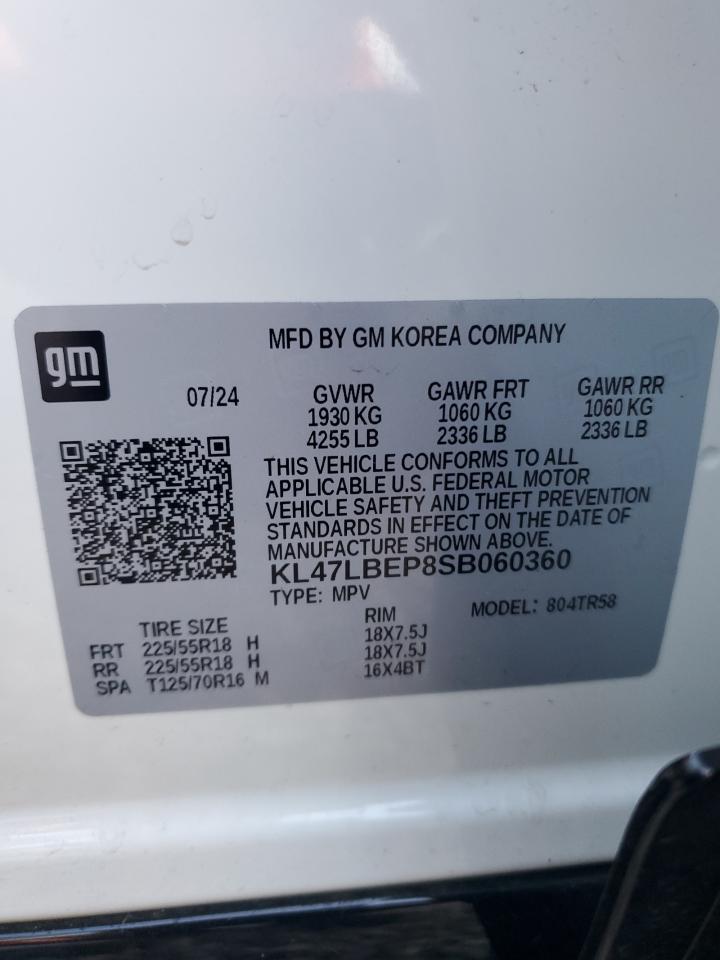 gm
MFD BY GM KOREA COMPANY
07/24 GVWR GAWR FRT GAWR RR
1930 KG 1060 KG 1060 KG
4255 LB 2336 LB 2336 LB
THIS VEHICLE CONFORMS TO ALL
APPLICABLE U.S. FEDERAL MOTOR
VEHICLE SAFETY AND THEFT PREVENTION
STANDARDS IN EFFECT ON THE DATE OF
MANUFACTURE SHOWN ABOVE.
KL47LBEP8SB060360
TYPE: MPV MODEL: 804TR58
TIRE SIZE RIM
FRT 225/55R18 H 18X7.5J
RR 225/55R18 H 18X7.5J
SPA T125/70R16 M 16X4BT